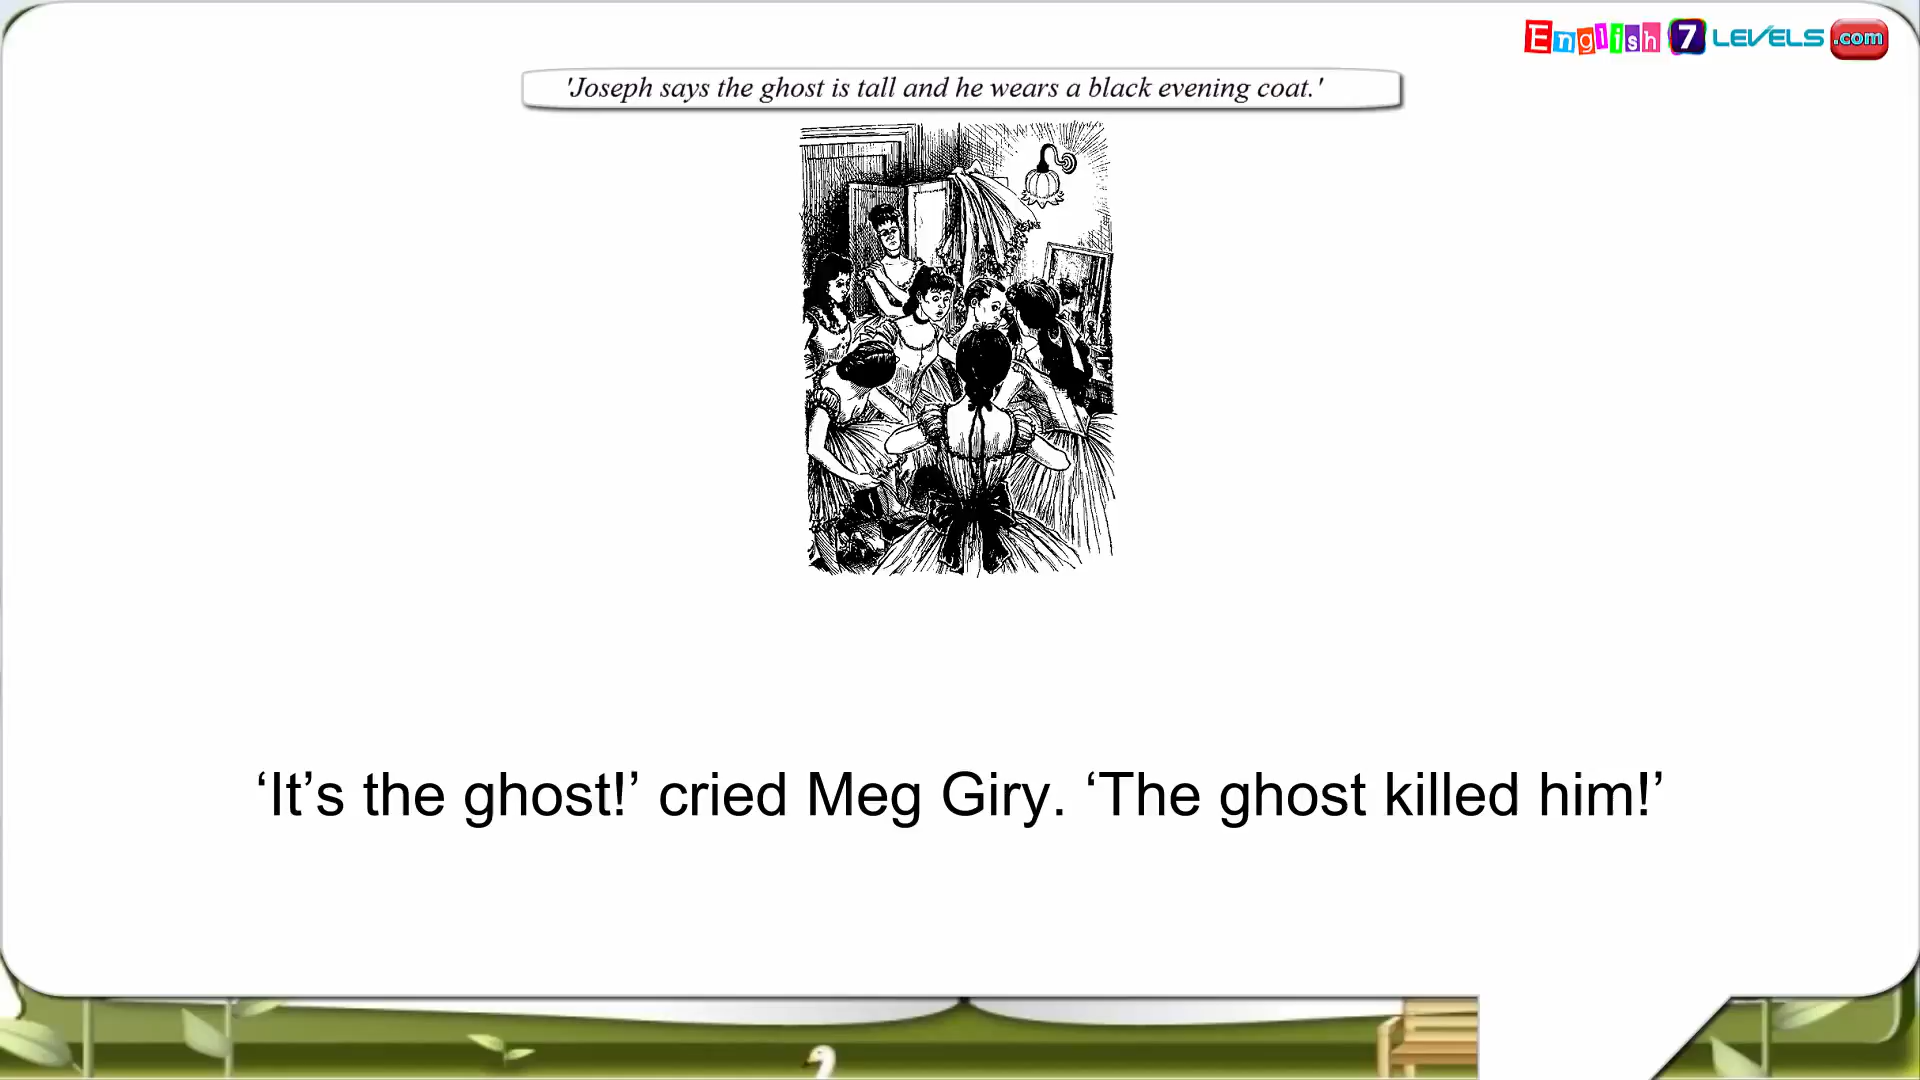 English 7 LEVELS .com
'Joseph says the ghost is tall and he wears a black evening coat.'
‘It’s the ghost!’ cried Meg Giry. ‘The ghost killed him!’